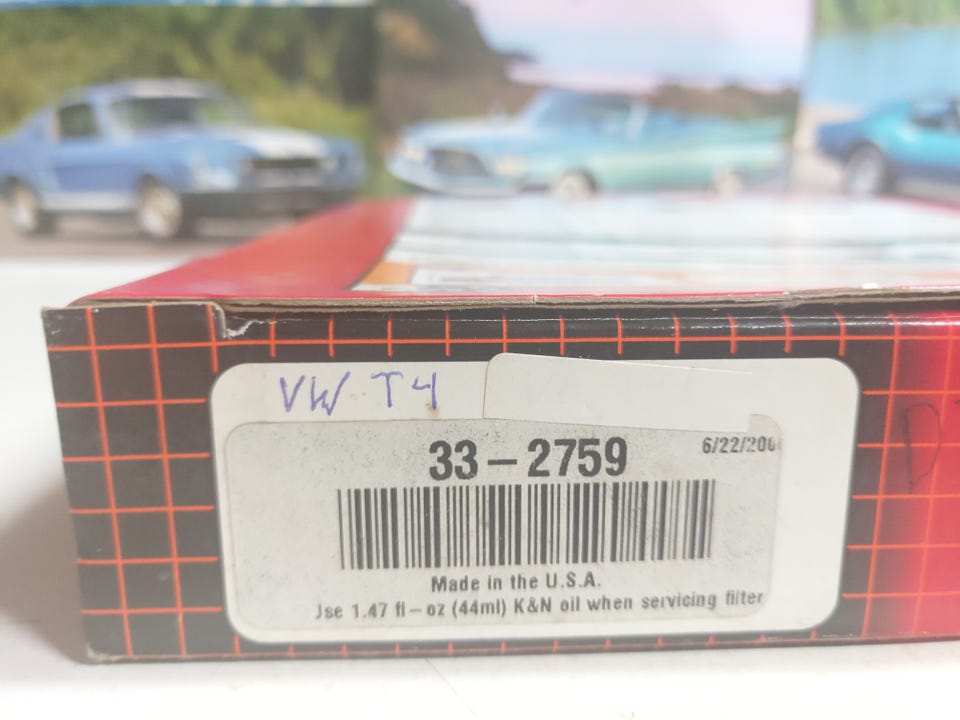 VW T4
33-2759
6/22/200
Made in the U.S.A.
Jse 1.47 fl-oz (44ml) K&N oil when servicing filter